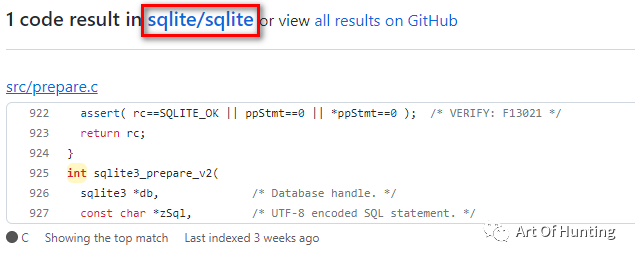 1 code result in sqlite/sqlite or view all results on GitHub
src/prepare.c
922 assert( rc==SQLITE_OK || ppStmt==0 || *ppStmt==0 ); /* VERIFY: F13021 */
923 return rc;
924 }
925 int sqlite3_prepare_v2(
926 sqlite3 *db, /* Database handle. */
927 const char *zSql, /* UTF-8 encoded SQL statement. */
C Showing the top match Last indexed 3 weeks ago
Art Of Hunting